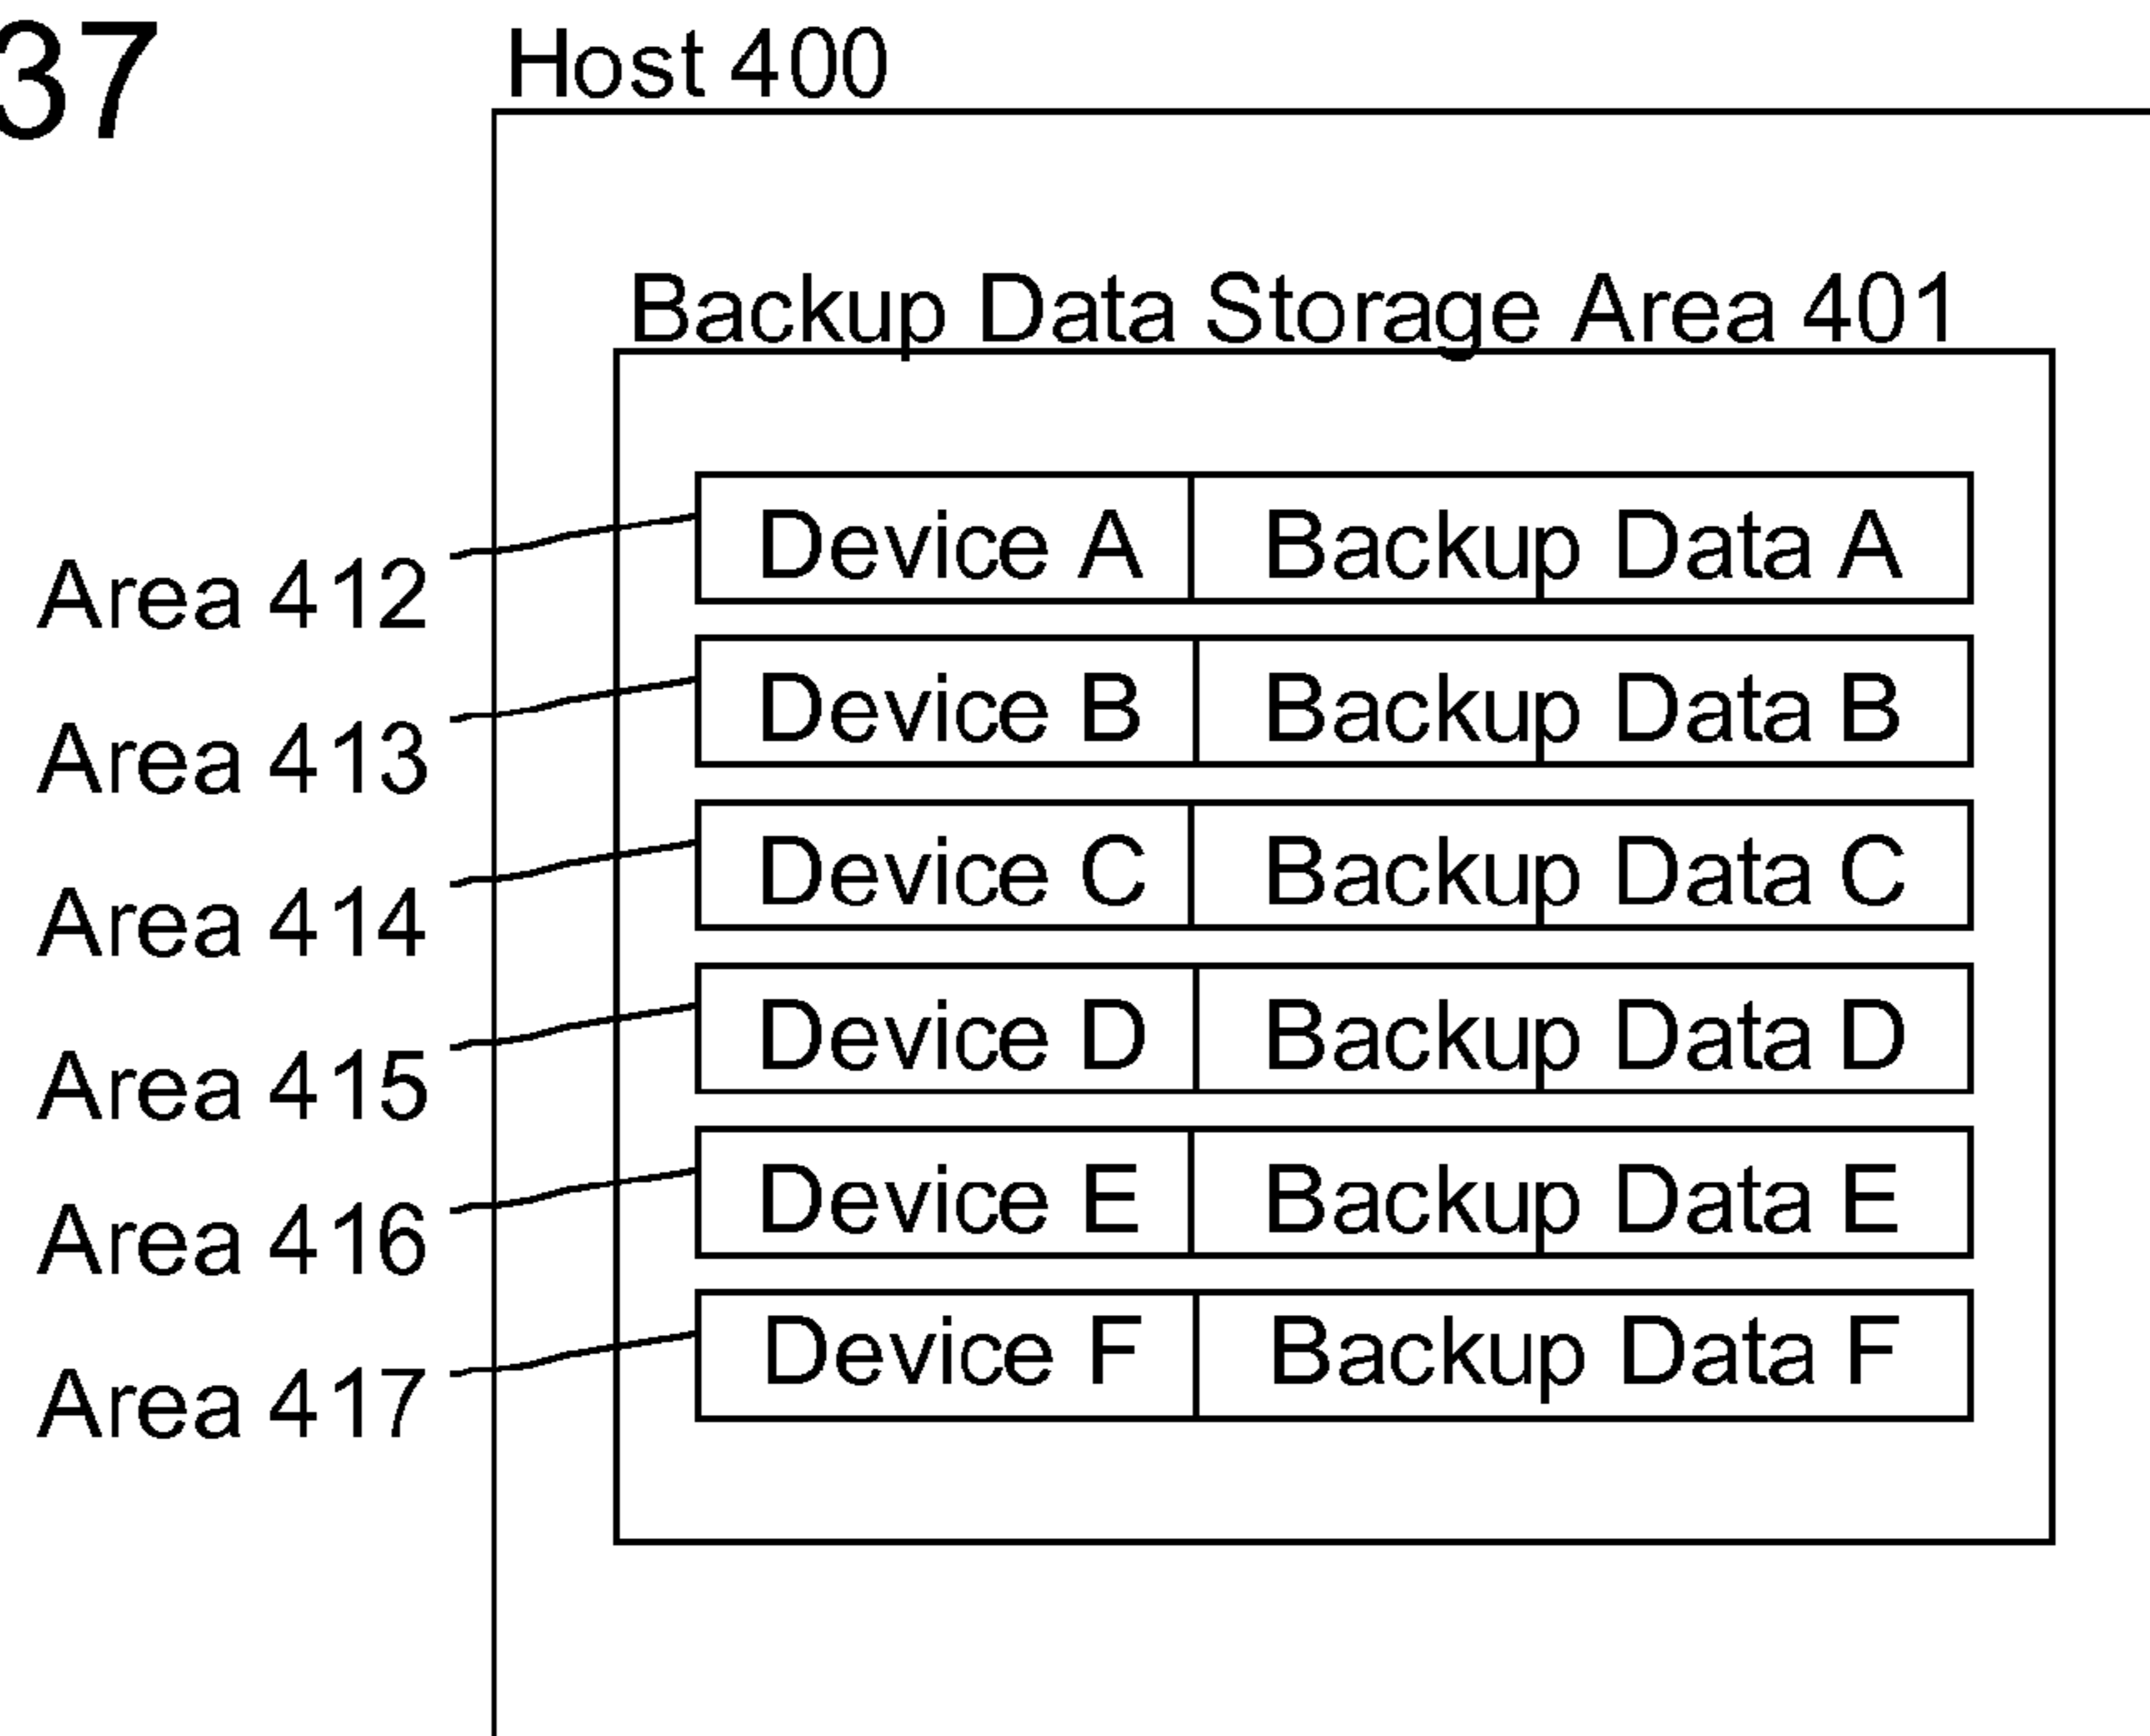 37
Host 400
Backup Data Storage Area 401
Area 412 Device A Backup Data A
Area 413 Device B Backup Data B
Area 414 Device C Backup Data C
Area 415 Device D Backup Data D
Area 416 Device E Backup Data E
Area 417 Device F Backup Data F